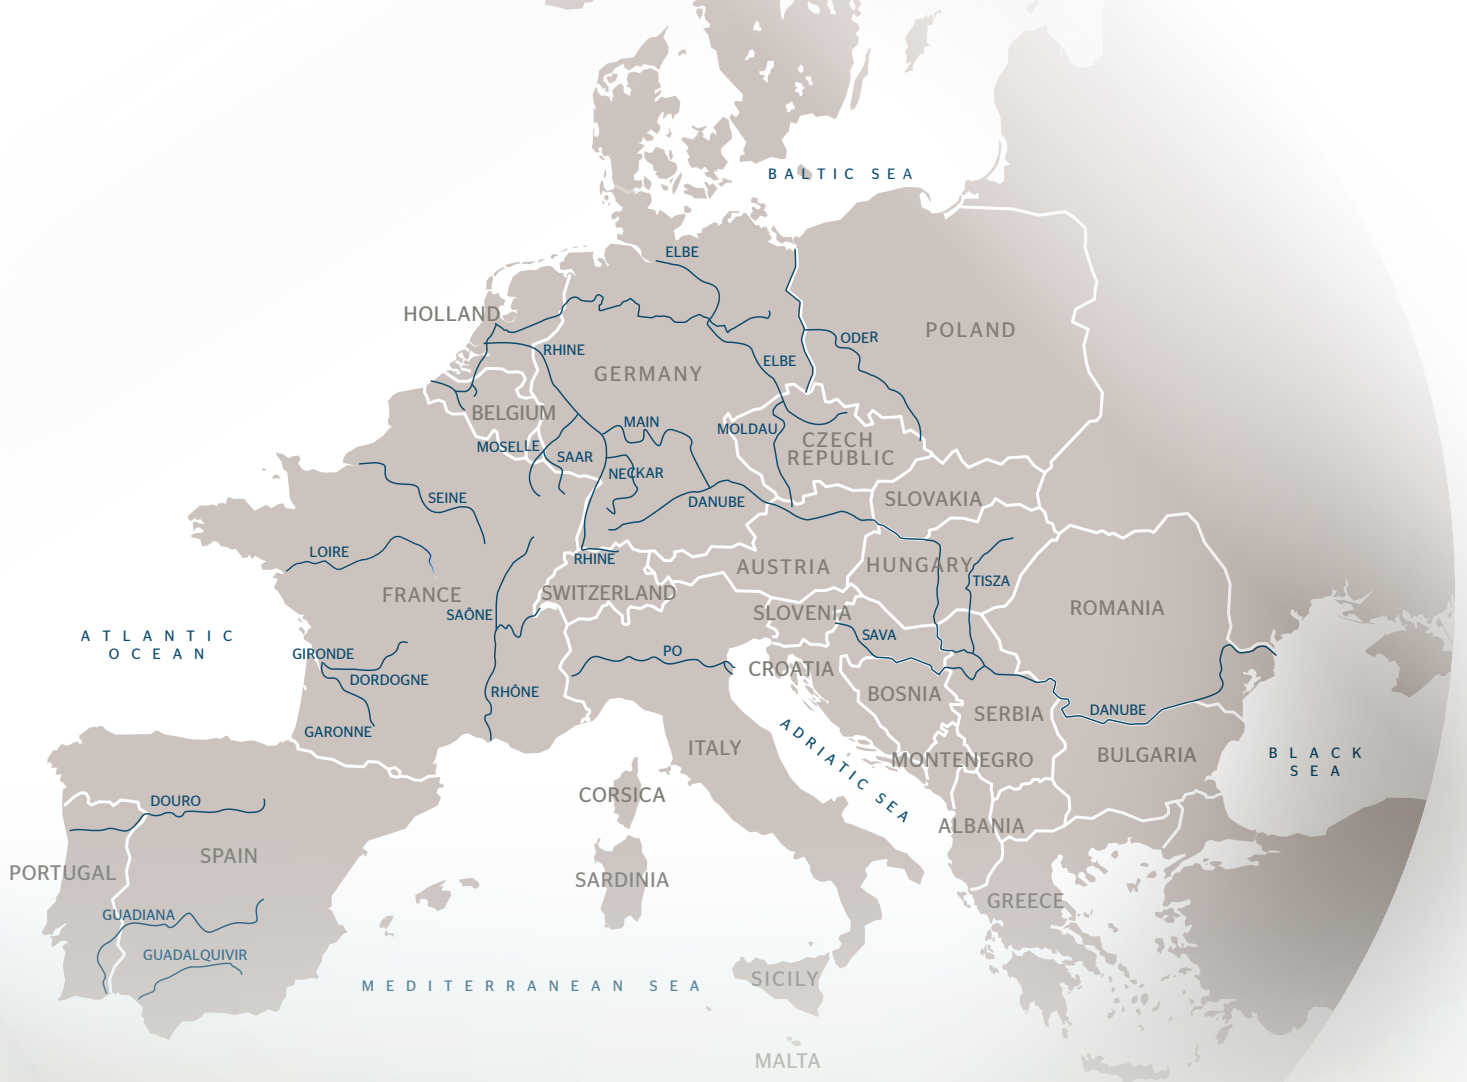 BALTIC SEA
ELBE
HOLLAND
POLAND
ODER
RHINE
ELBE
GERMANY
BELGIUM
MAIN
MOLDAU
CZECH
REPUBLIC
MOSELLE
SAAR
NECKAR
SEINE
DANUBE
SLOVAKIA
LOIRE
RHINE
AUSTRIA
HUNGARY
TISZA
FRANCE
SWITZERLAND
ROMANIA
SAÔNE
SLOVENIA
SAVA
ATLANTIC
OCEAN
GIRONDE
PO
CROATIA
DORDOGNE
RHÔNE
BOSNIA
DANUBE
SERBIA
GARONNE
ITALY
ADRIATIC SEA
MONTENEGRO
BULGARIA
BLACK
SEA
CORSICA
DOURO
ALBANIA
SPAIN
PORTUGAL
SARDINIA
GREECE
GUADIANA
GUADALQUIVIR
SICILY
MEDITERRANEAN SEA
MALTA